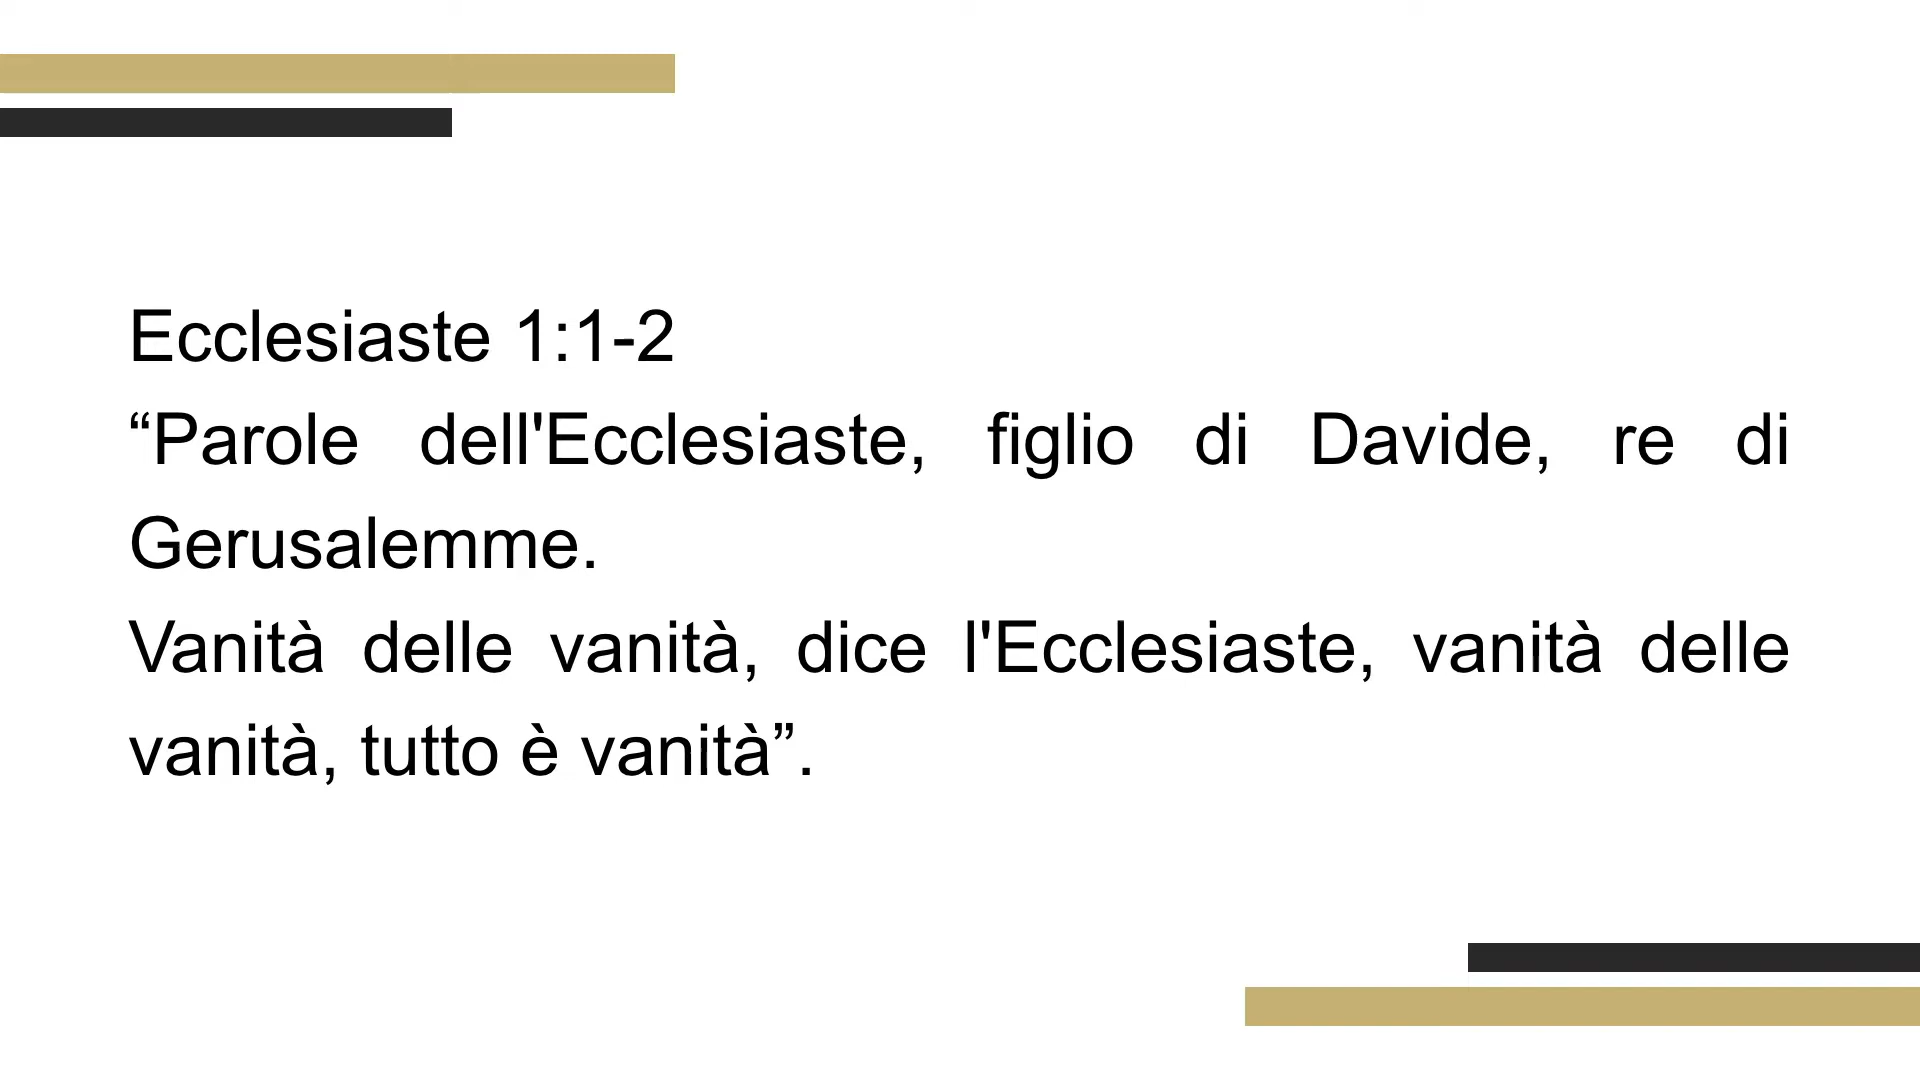 Ecclesiaste 1:1-2
“Parole dell'Ecclesiaste, figlio di Davide, re di
Gerusalemme.
Vanità delle vanità, dice l'Ecclesiaste, vanità delle
vanità, tutto è vanità”.